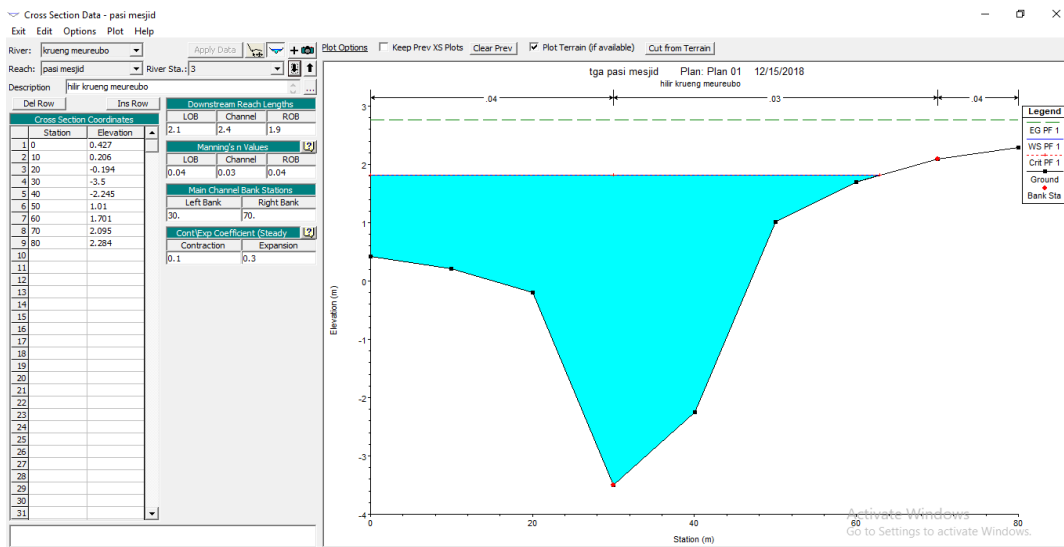 Cross Section Data - pasi mesjid
Exit Edit Options Plot Help
River: krueng meureubo Apply Data Plot Options Keep Prev XS Plots Clear Prev Plot Terrain (if available) Cut from Terrain
Reach: pasi mesjid River Sta.: 3
Description hilir krueng meureubo ...
Del Row Ins Row
Cross Section Coordinates
Station Elevation
1 0 0.427
2 10 0.206
3 20 -0.194
4 30 -3.5
5 40 -2.245
6 50 1.01
7 60 1.701
8 70 2.095
9 80 2.284
10
11
12
13
14
15
16
17
18
19
20
21
22
23
24
25
26
27
28
29
30
31
Downstream Reach Lengths
LOB Channel ROB
2.1 2.4 1.9
Manning's n Values
LOB Channel ROB
0.04 0.03 0.04
Main Channel Bank Stations
Left Bank Right Bank
30. 70.
Cont\Exp Coefficient (Steady
Contraction Expansion
0.1 0.3
tga pasi mesjid Plan: Plan 01 12/15/2018
hilir krueng meureubo
.04 .03 .04
Elevation (m)
3
2
1
0
-1
-2
-3
-4
0 20 40 60 80
Station (m)
Legend
EG PF 1
WS PF 1
Crit PF 1
Ground
Bank Sta
Activate Windows
Go to Settings to activate Windows.